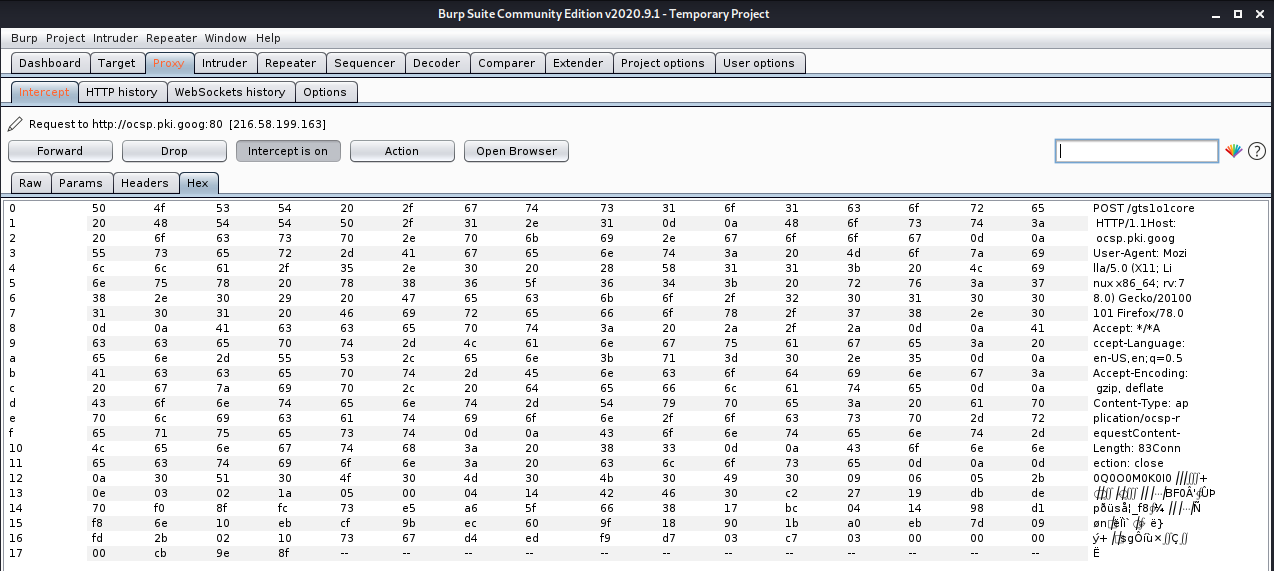 Burp Suite Community Edition v2020.9.1 - Temporary Project
Burp Project Intruder Repeater Window Help
Dashboard Target Proxy Intruder Repeater Sequencer Decoder Comparer Extender Project options User options
Intercept HTTP history WebSockets history Options
Request to http://ocsp.pki.goog:80 [216.58.199.163]
Forward Drop Intercept is on Action Open Browser ?
Raw Params Headers Hex
0 50 4f 53 54 20 2f 67 74 73 31 6f 31 63 6f 72 65 POST /gts1o1core
1 20 48 54 54 50 2f 31 2e 31 0d 0a 48 6f 73 74 3a HTTP/1.1Host:
2 20 6f 63 73 70 2e 70 6b 69 2e 67 6f 6f 67 0d 0a ocsp.pki.goog
3 55 73 65 72 2d 41 67 65 6e 74 3a 20 4d 6f 7a 69 User-Agent: Mozi
4 6c 6c 61 2f 35 2e 30 20 28 58 31 31 3b 20 4c 69 lla/5.0 (X11; Li
5 6e 75 78 20 78 38 36 5f 36 34 3b 20 72 76 3a 37 nux x86_64; rv:7
6 38 2e 30 29 20 47 65 63 6b 6f 2f 32 30 31 30 30 8.0) Gecko/20100
7 31 30 31 20 46 69 72 65 66 6f 78 2f 37 38 2e 30 101 Firefox/78.0
8 0d 0a 41 63 63 65 70 74 3a 20 2a 2f 2a 0d 0a 41 Accept: */*A
9 63 63 65 70 74 2d 4c 61 6e 67 75 61 67 65 3a 20 ccept-Language:
a 65 6e 2d 55 53 2c 65 6e 3b 71 3d 30 2e 35 0d 0a en-US,en;q=0.5
b 41 63 63 65 70 74 2d 45 6e 63 6f 64 69 6e 67 3a Accept-Encoding:
c 20 67 7a 69 70 2c 20 64 65 66 6c 61 74 65 0d 0a gzip, deflate
d 43 6f 6e 74 65 6e 74 2d 54 79 70 65 3a 20 61 70 Content-Type: ap
e 70 6c 69 63 61 74 69 6f 6e 2f 6f 63 73 70 2d 72 plication/ocsp-r
f 65 71 75 65 73 74 0d 0a 43 6f 6e 74 65 6e 74 2d equestContent-
10 4c 65 6e 67 74 68 3a 20 38 33 0d 0a 43 6f 6e 6e Length: 83Conn
11 65 63 74 69 6f 6e 3a 20 63 6c 6f 73 65 0d 0a 0d ection: close
12 0a 30 51 30 4f 30 4d 30 4b 30 49 30 09 06 05 2b 0Q0O0M0K0I0
13 0e 03 02 1a 05 00 04 14 42 46 30 c2 27 19 db de
14 70 f0 8f fc 73 e5 a6 5f 66 38 17 bc 04 14 98 d1
15 f8 6e 10 eb cf 9b ec 60 9f 18 90 1b a0 eb 7d 09
16 fd 2b 02 10 73 67 d4 ed f9 d7 03 c7 03 00 00 00
17 00 cb 9e 8f -- -- -- -- -- -- -- -- -- -- -- -- Ë